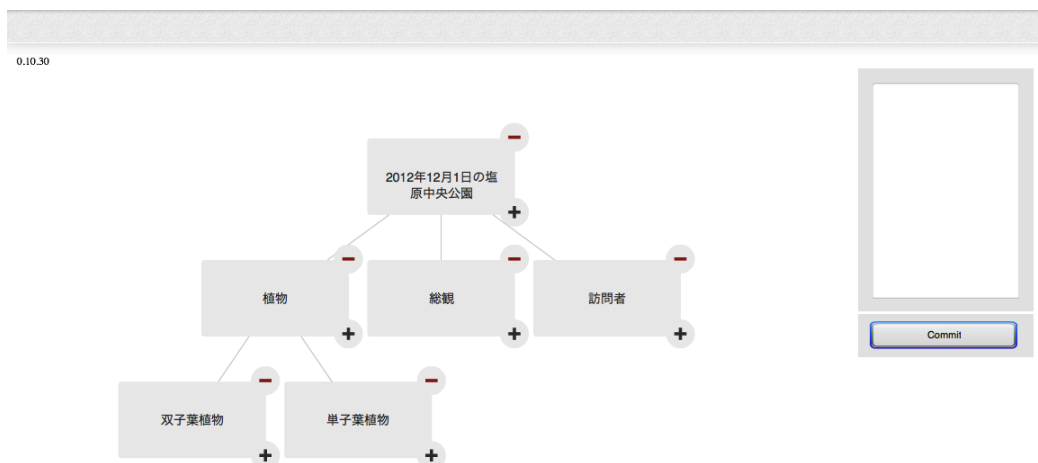 0.10.30
2012年12月1日の塩
原中央公園
植物
総観
訪問者
Commit
双子葉植物
単子葉植物